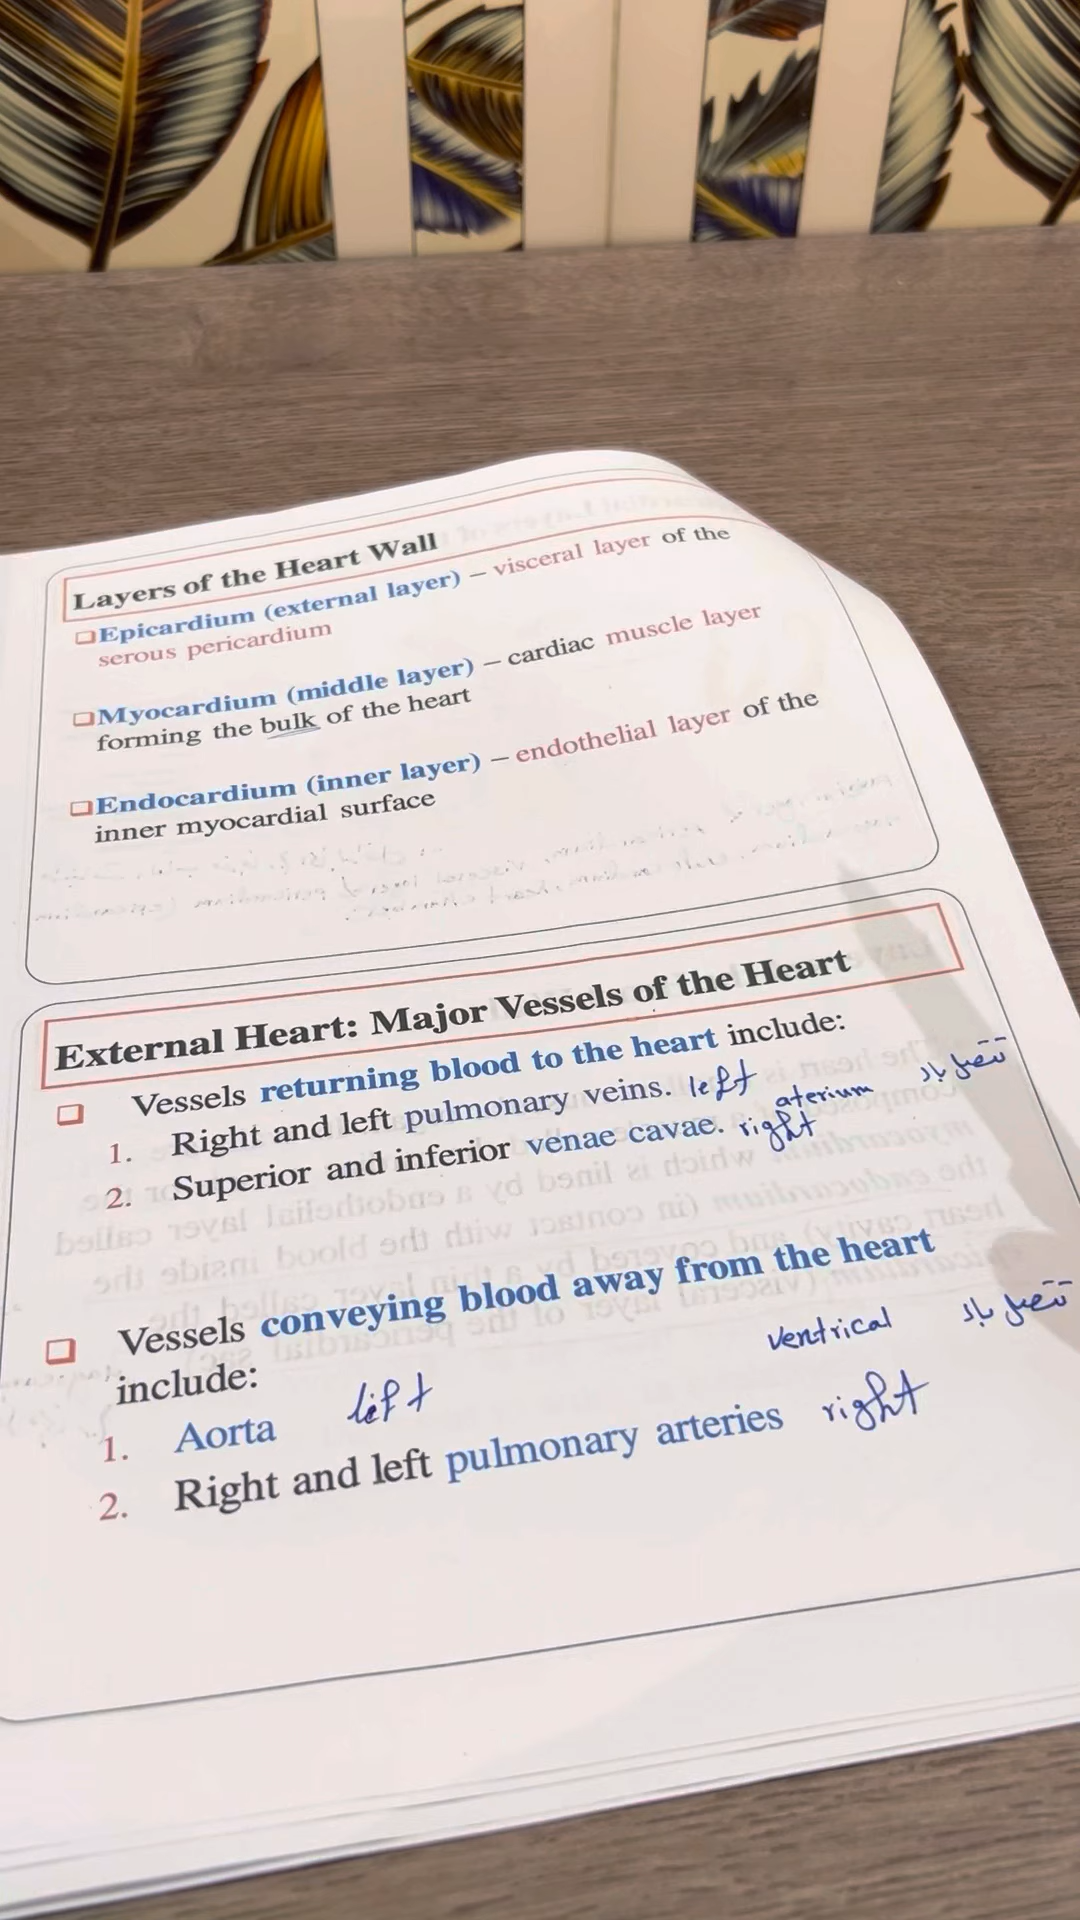 Layers of the Heart Wall
Epicardium (external layer) – visceral layer of the
serous pericardium
Myocardium (middle layer) – cardiac muscle layer
forming the bulk of the heart
Endocardium (inner layer) – endothelial layer of the
inner myocardial surface
External Heart: Major Vessels of the Heart
Vessels returning blood to the heart include:
1. Right and left pulmonary veins. left aterium تتصل بالـ
2. Superior and inferior venae cavae. right
Vessels conveying blood away from the heart
include: ventrical تتصل بالـ
1. Aorta left
2. Right and left pulmonary arteries right